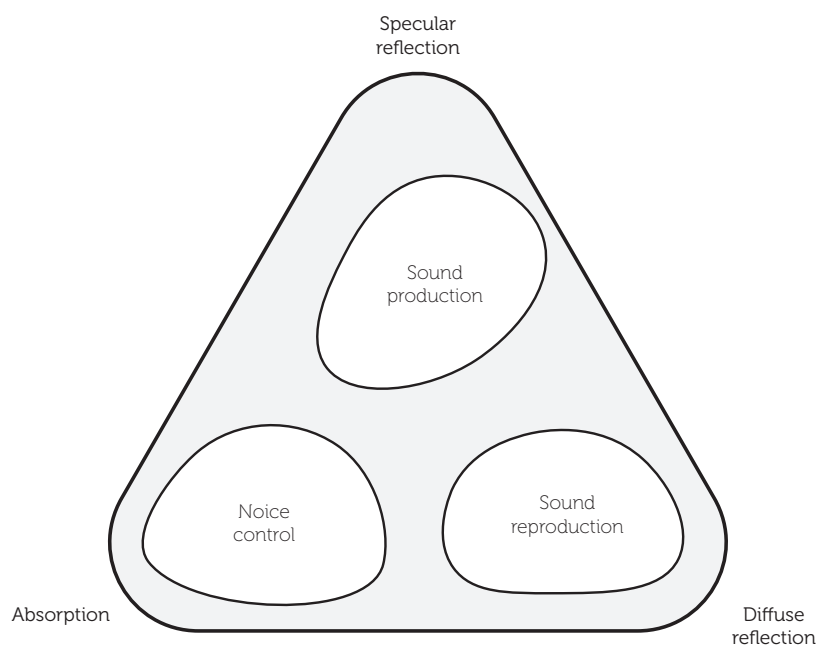 Specular
reflection
Sound
production
Noice
control
Sound
reproduction
Absorption
Diffuse
reflection